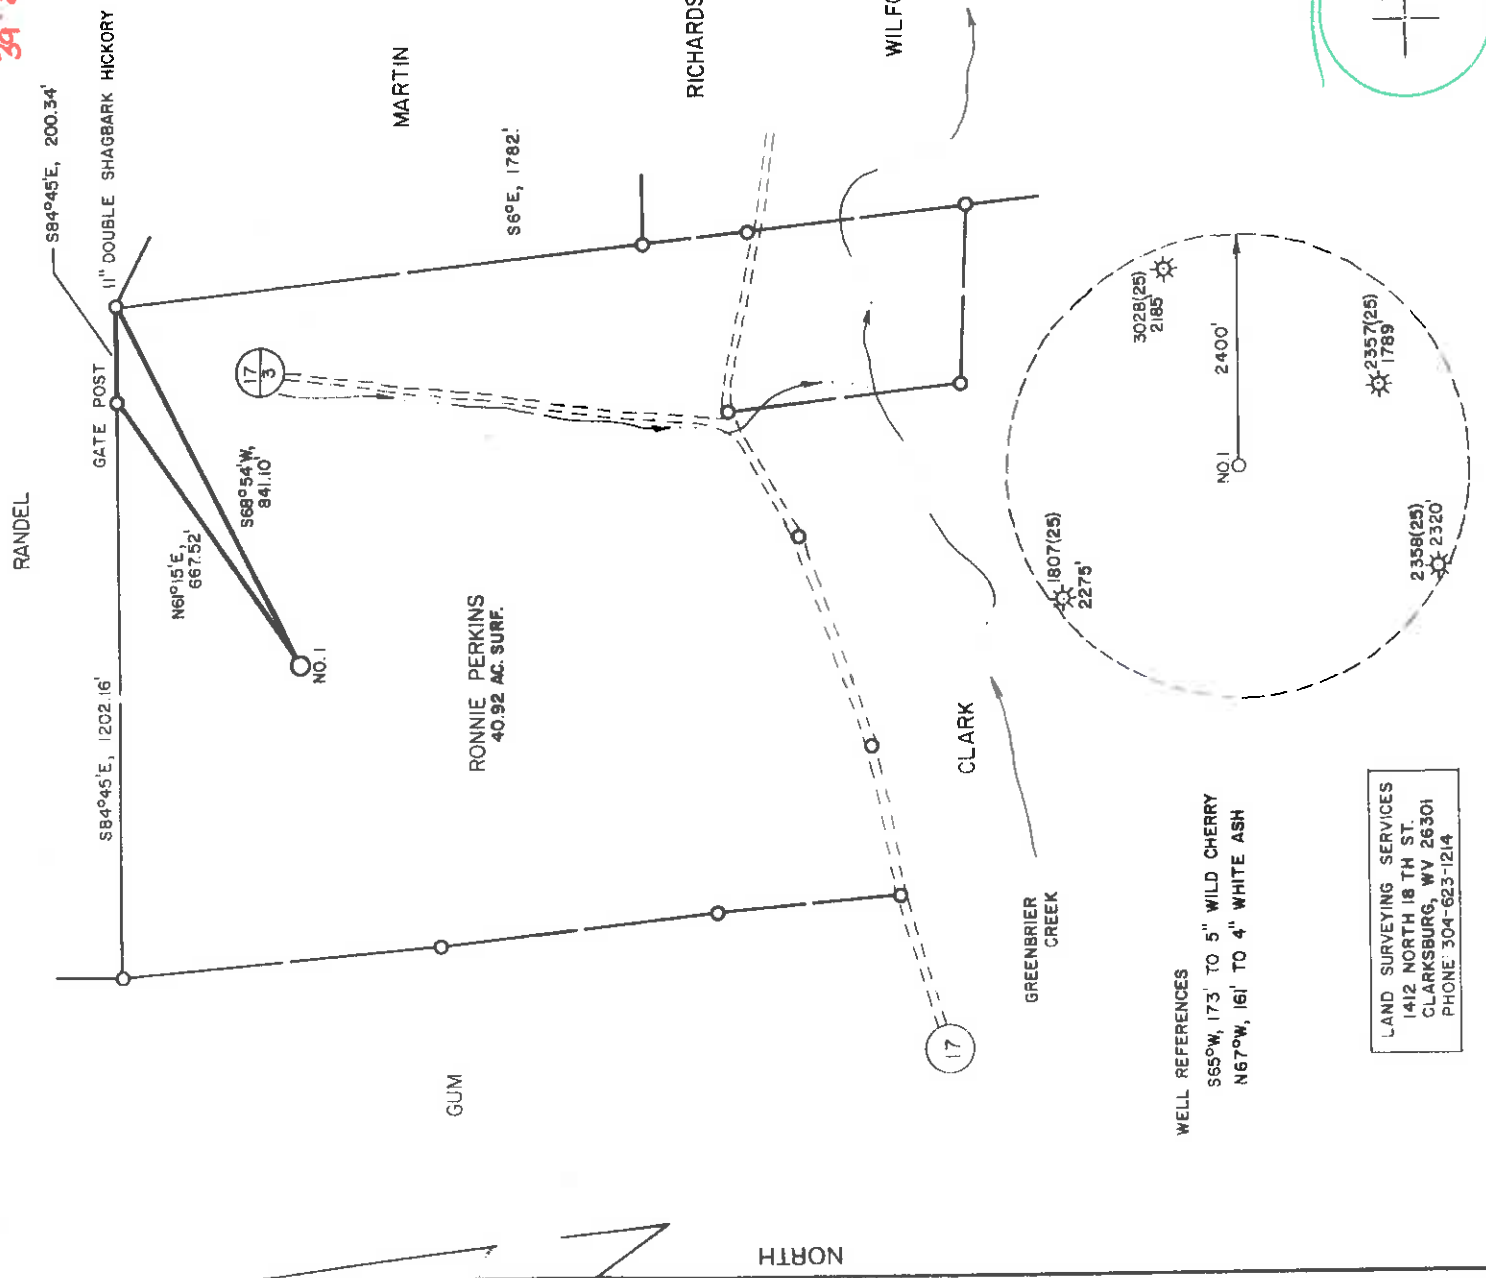 39
S84°45'E, 200.34'
11" DOUBLE SHAGBARK HICKORY
GATE POST
RANDEL
MARTIN
RICHARDS
WILFO
S6°E, 1782'
17
3
S68°54'W,
841.10'
N61°15'E,
667.52'
NO. 1
S84°45'E, 1202.16'
RONNIE PERKINS
40.92 AC. SURF.
CLARK
GUM
GREENBRIER
CREEK
17
3028(25)
2185'
2400'
NO. 1
2357(25)
1789'
1807(25)
2275'
2358(25)
2320'
WELL REFERENCES
S65°W, 173' TO 5" WILD CHERRY
N67°W, 161' TO 4" WHITE ASH
LAND SURVEYING SERVICES
1412 NORTH 18 TH ST.
CLARKSBURG, WV 26301
PHONE: 304-623-1214
NORTH